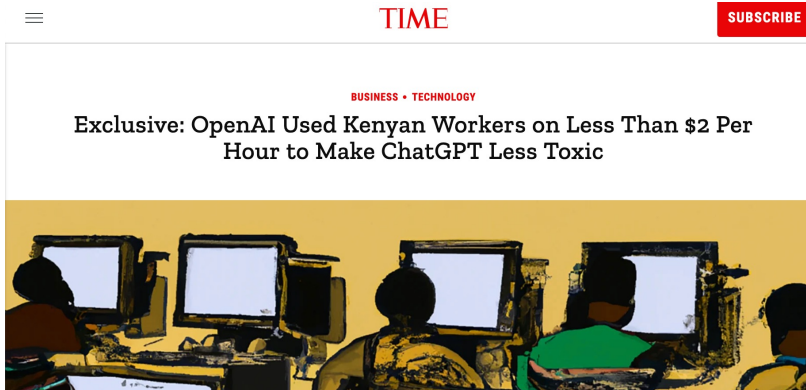 TIME
SUBSCRIBE
BUSINESS • TECHNOLOGY
Exclusive: OpenAI Used Kenyan Workers on Less Than $2 Per
Hour to Make ChatGPT Less Toxic